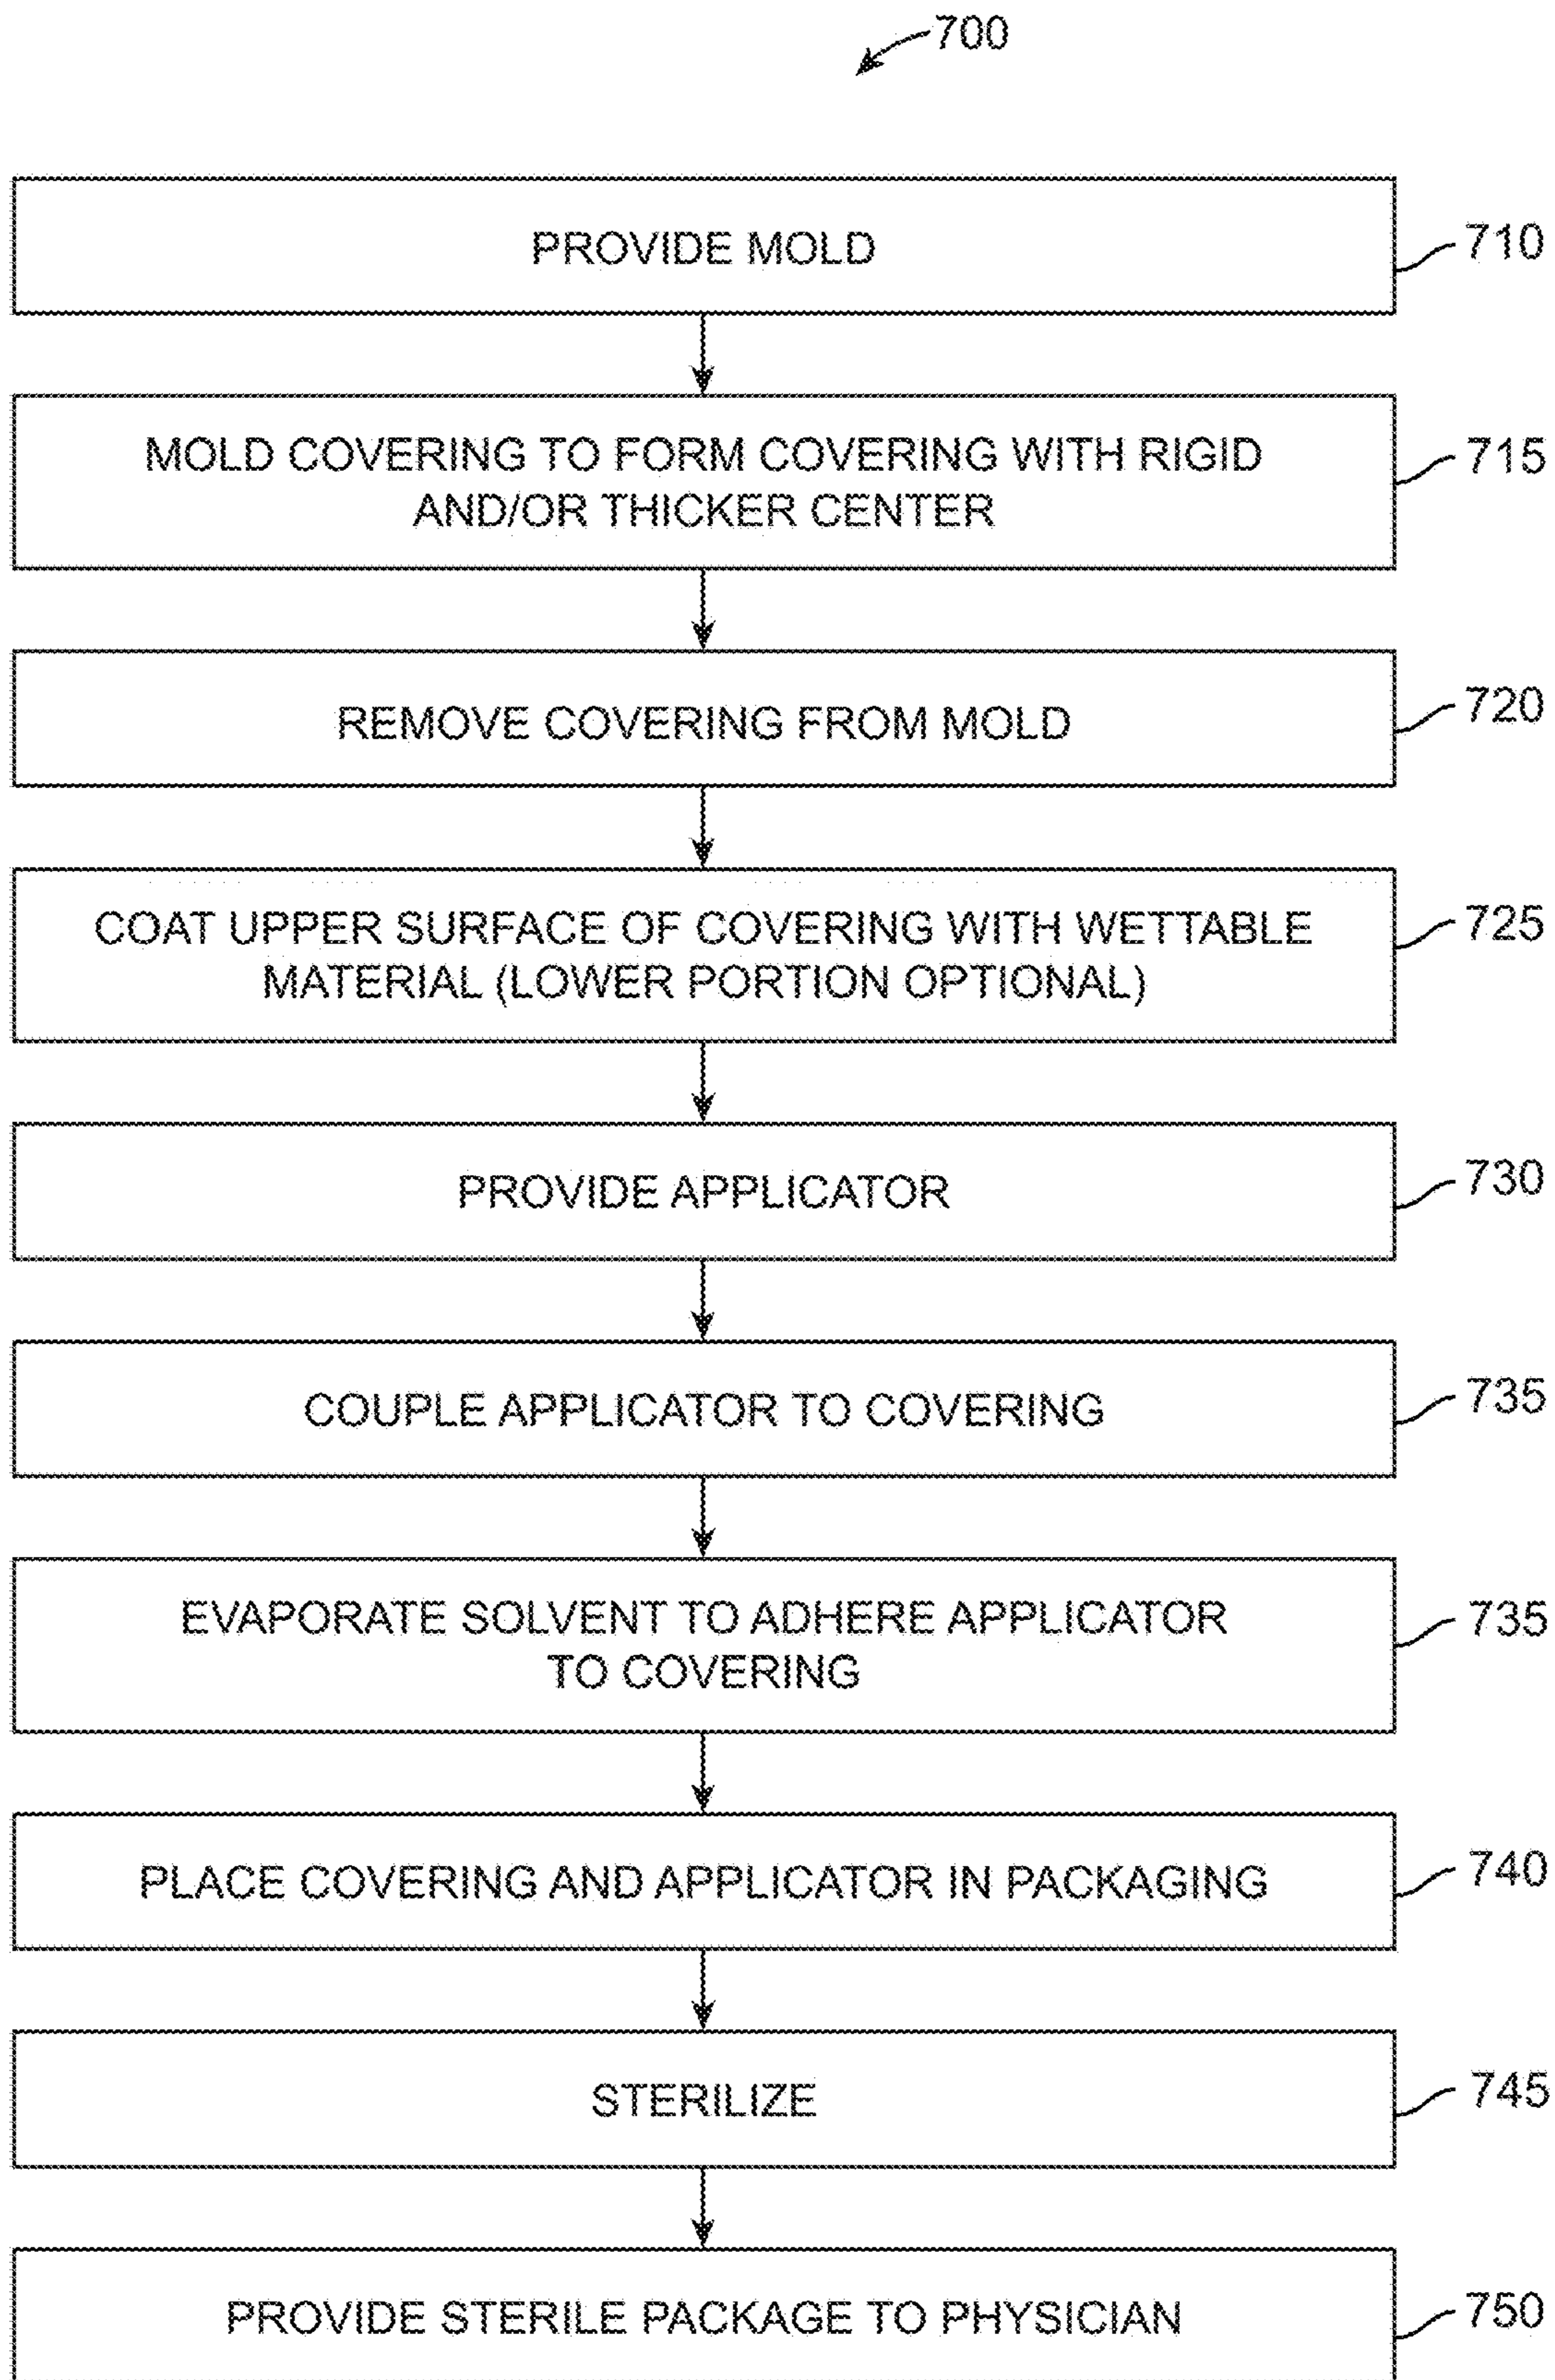 700
PROVIDE MOLD
710
MOLD COVERING TO FORM COVERING WITH RIGID
AND/OR THICKER CENTER
715
REMOVE COVERING FROM MOLD
720
COAT UPPER SURFACE OF COVERING WITH WETTABLE
MATERIAL (LOWER PORTION OPTIONAL)
725
PROVIDE APPLICATOR
730
COUPLE APPLICATOR TO COVERING
735
EVAPORATE SOLVENT TO ADHERE APPLICATOR
TO COVERING
735
PLACE COVERING AND APPLICATOR IN PACKAGING
740
STERILIZE
745
PROVIDE STERILE PACKAGE TO PHYSICIAN
750